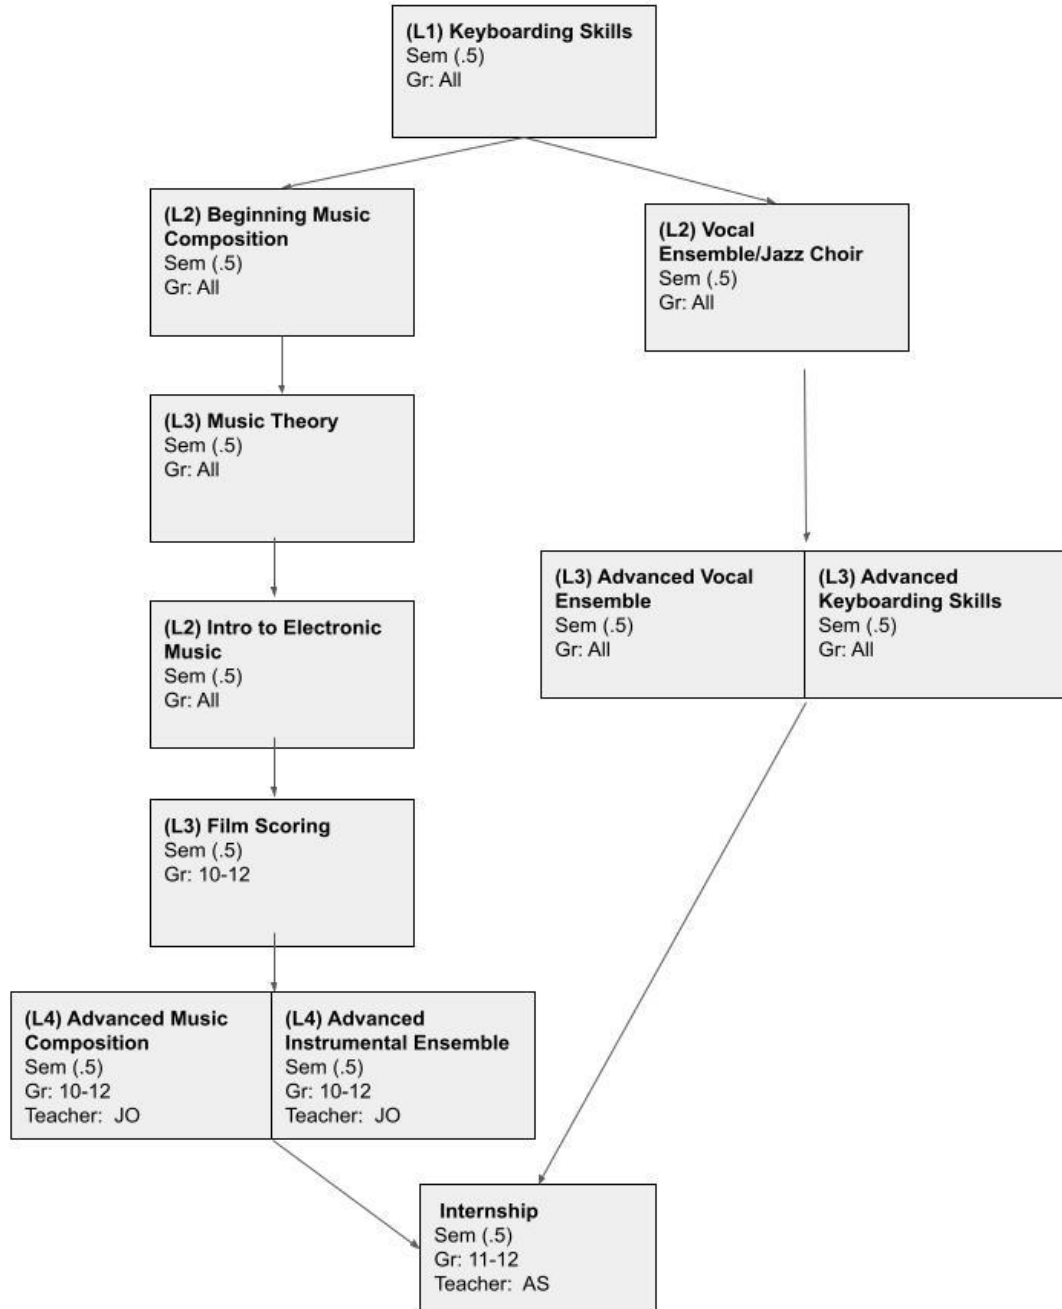 (L1) Keyboarding Skills
Sem (.5)
Gr: All
(L2) Beginning Music
Composition
Sem (.5)
Gr: All
(L2) Vocal
Ensemble/Jazz Choir
Sem (.5)
Gr: All
(L3) Music Theory
Sem (.5)
Gr: All
(L3) Advanced Vocal
Ensemble
Sem (.5)
Gr: All
(L3) Advanced
Keyboarding Skills
Sem (.5)
Gr: All
(L2) Intro to Electronic
Music
Sem (.5)
Gr: All
(L3) Film Scoring
Sem (.5)
Gr: 10-12
(L4) Advanced Music
Composition
Sem (.5)
Gr: 10-12
Teacher: JO
(L4) Advanced
Instrumental Ensemble
Sem (.5)
Gr: 10-12
Teacher: JO
Internship
Sem (.5)
Gr: 11-12
Teacher: AS